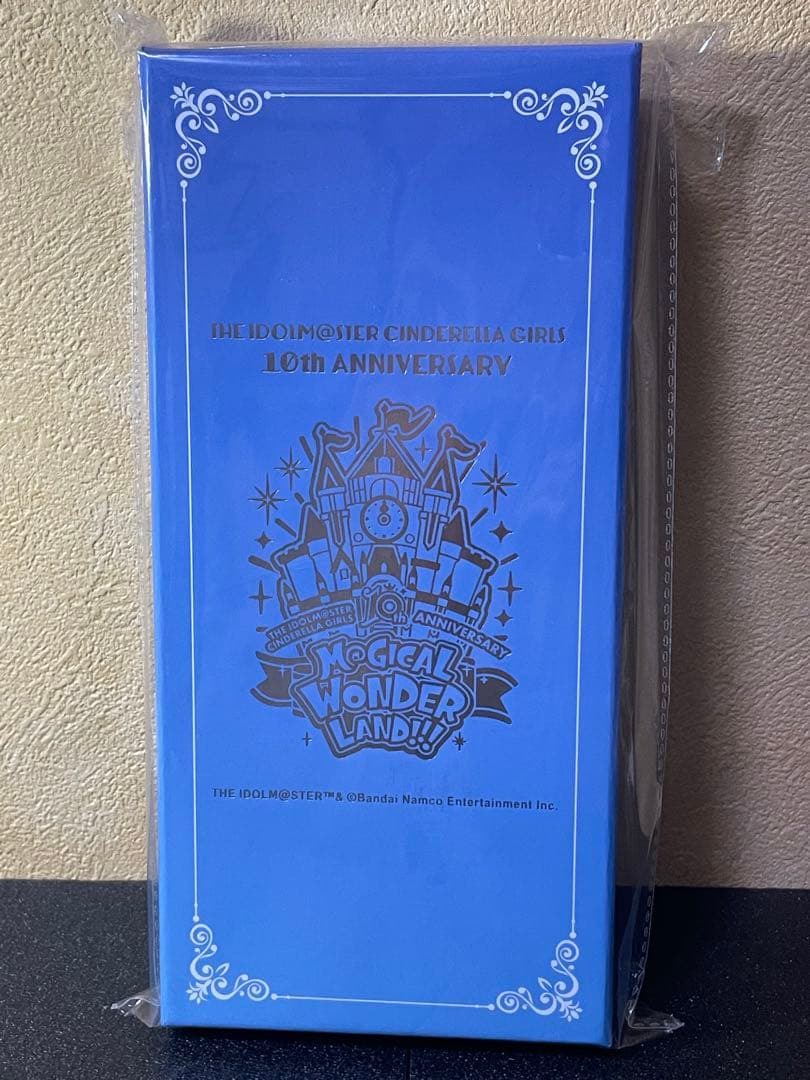 THE IDOLM@STER CINDERELLA GIRLS
10th ANNIVERSARY
THE IDOLM@STER
CINDERELLA GIRLS
10th
ANNIVERSARY
M@GICAL
WONDER
LAND!!!
THE IDOLM@STER™& ©Bandai Namco Entertainment Inc.